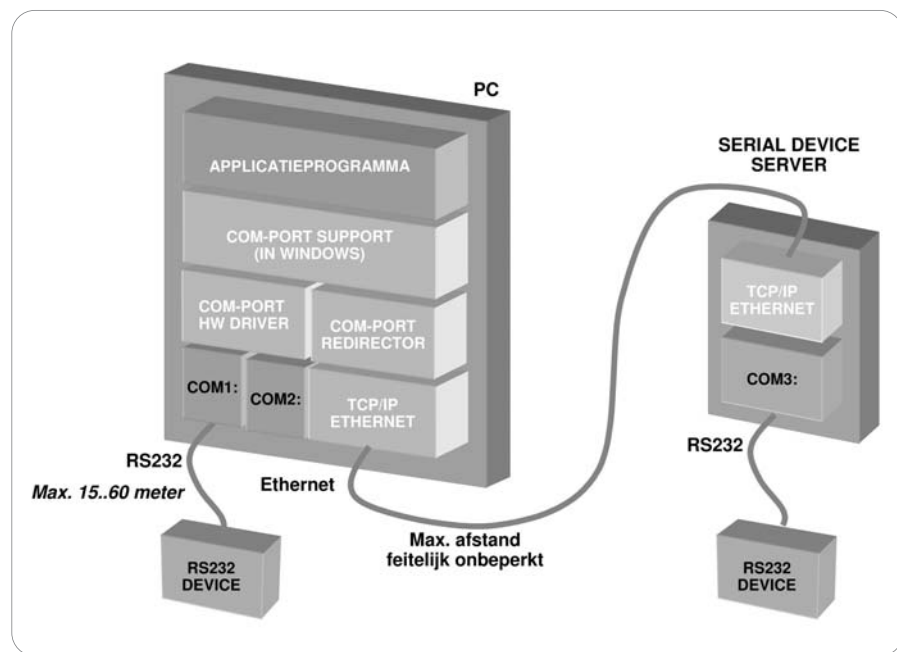 PC
APPLICATIEPROGRAMMA
COM-PORT SUPPORT
(IN WINDOWS)
COM-PORT
HW DRIVER
COM-PORT
REDIRECTOR
COM1:
COM2:
TCP/IP
ETHERNET
RS232
Max. 15..60 meter
RS232
DEVICE
Ethernet
Max. afstand
feitelijk onbeperkt
SERIAL DEVICE
SERVER
TCP/IP
ETHERNET
COM3:
RS232
RS232
DEVICE